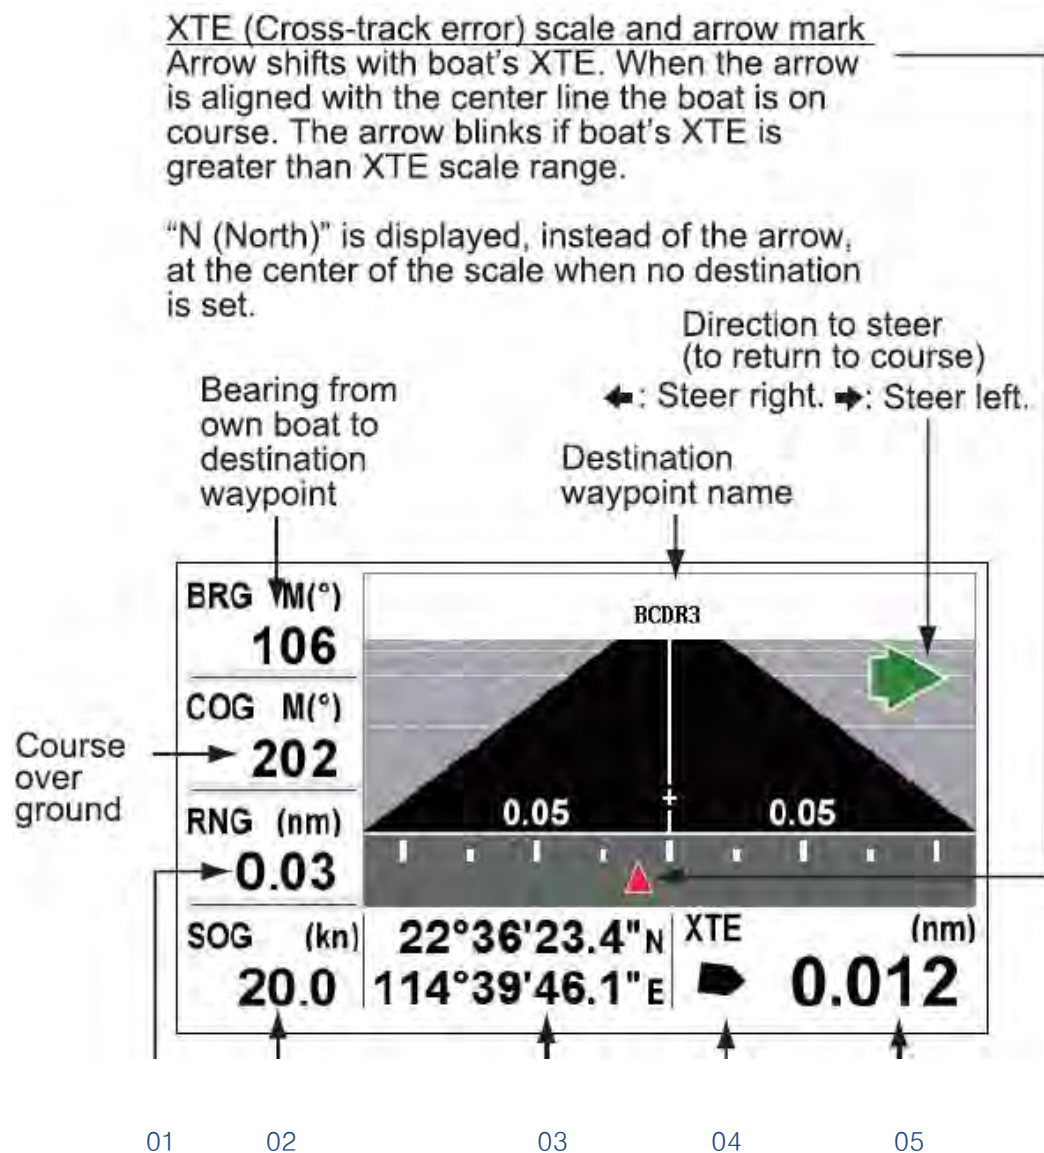 XTE (Cross-track error) scale and arrow mark
Arrow shifts with boat's XTE. When the arrow
is aligned with the center line the boat is on
course. The arrow blinks if boat's XTE is
greater than XTE scale range.
“N (North)” is displayed, instead of the arrow,
at the center of the scale when no destination
is set.
Direction to steer
(to return to course)
🡄: Steer right. 🡆: Steer left.
Bearing from
own boat to
destination
waypoint
Destination
waypoint name
BRG M(°)
106
BCDR3
COG M(°)
202
Course
over
ground
RNG (nm)
0.03
0.05 0.05
SOG (kn)
20.0
22°36'23.4"N
114°39'46.1"E
XTE (nm)
0.012
01 02 03 04 05